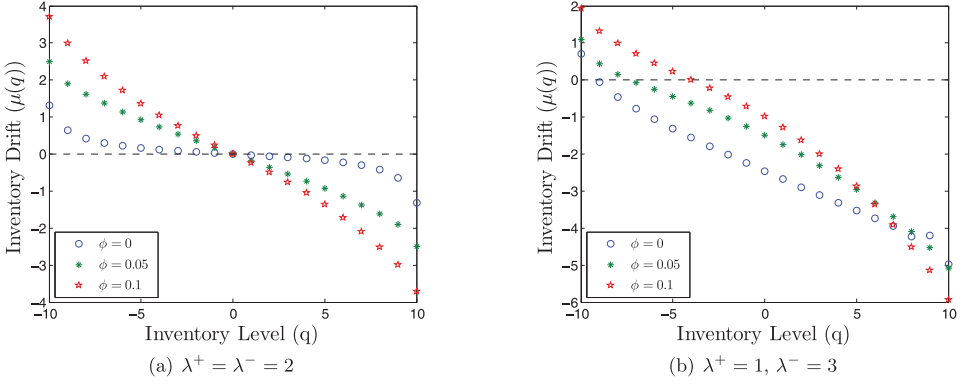 4
3
2
1
0
−1
−2
−3
−4
−10
−5
0
5
10
Inventory Drift (μ(q))
Inventory Level (q)
ϕ = 0
ϕ = 0.05
ϕ = 0.1
(a) λ⁺ = λ⁻ = 2
2
1
0
−1
−2
−3
−4
−5
−6
−10
−5
0
5
10
Inventory Drift (μ(q))
Inventory Level (q)
ϕ = 0
ϕ = 0.05
ϕ = 0.1
(b) λ⁺ = 1, λ⁻ = 3